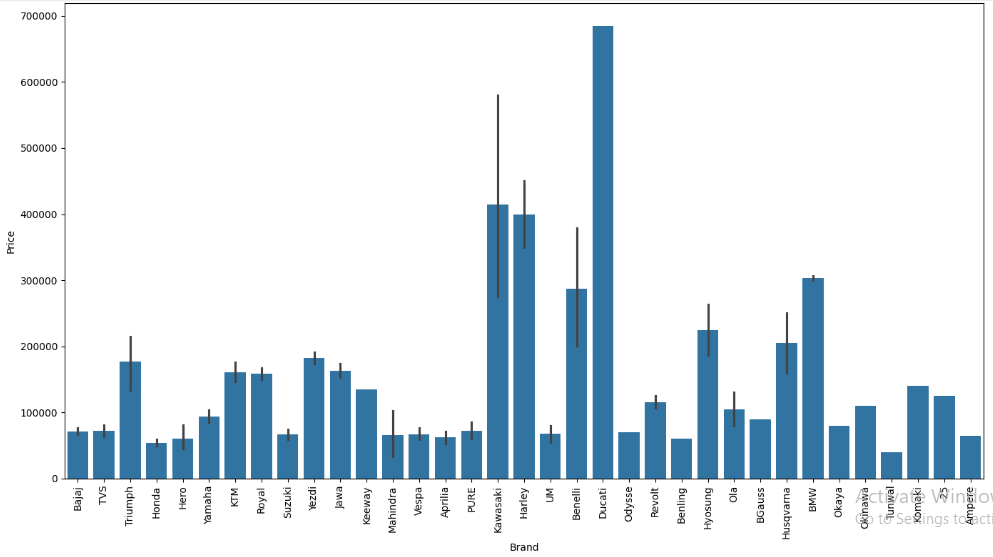 700000
600000
500000
400000
300000
200000
100000
0
Price
Bajaj
TVS
Triumph
Honda
Hero
Yamaha
KTM
Royal
Suzuki
Yezdi
Jawa
Keeway
Mahindra
Vespa
Aprilia
PURE
Kawasaki
Harley
UM
Benelli
Ducati
Odysse
Revolt
Benling
Hyosung
Ola
BGauss
Husqvarna
BMW
Okaya
Okinawa
Tunwal
Komaki
25
Ampere
Brand
Activate Window
Go to Settings to acti